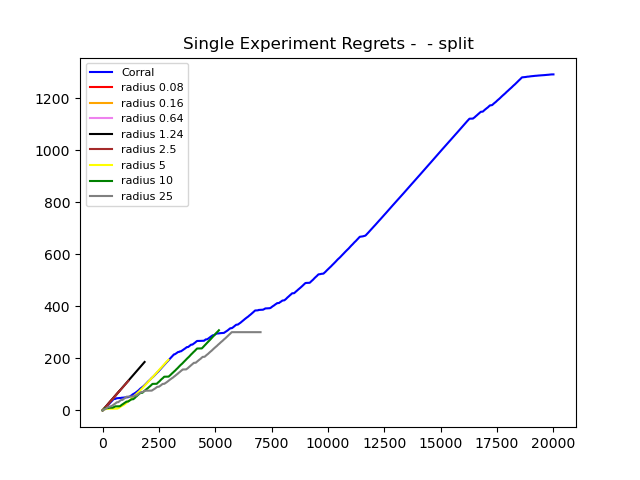 Single Experiment Regrets -  - split
Corral
radius 0.08
radius 0.16
radius 0.64
radius 1.24
radius 2.5
radius 5
radius 10
radius 25
1200
1000
800
600
400
200
0
0 2500 5000 7500 10000 12500 15000 17500 20000